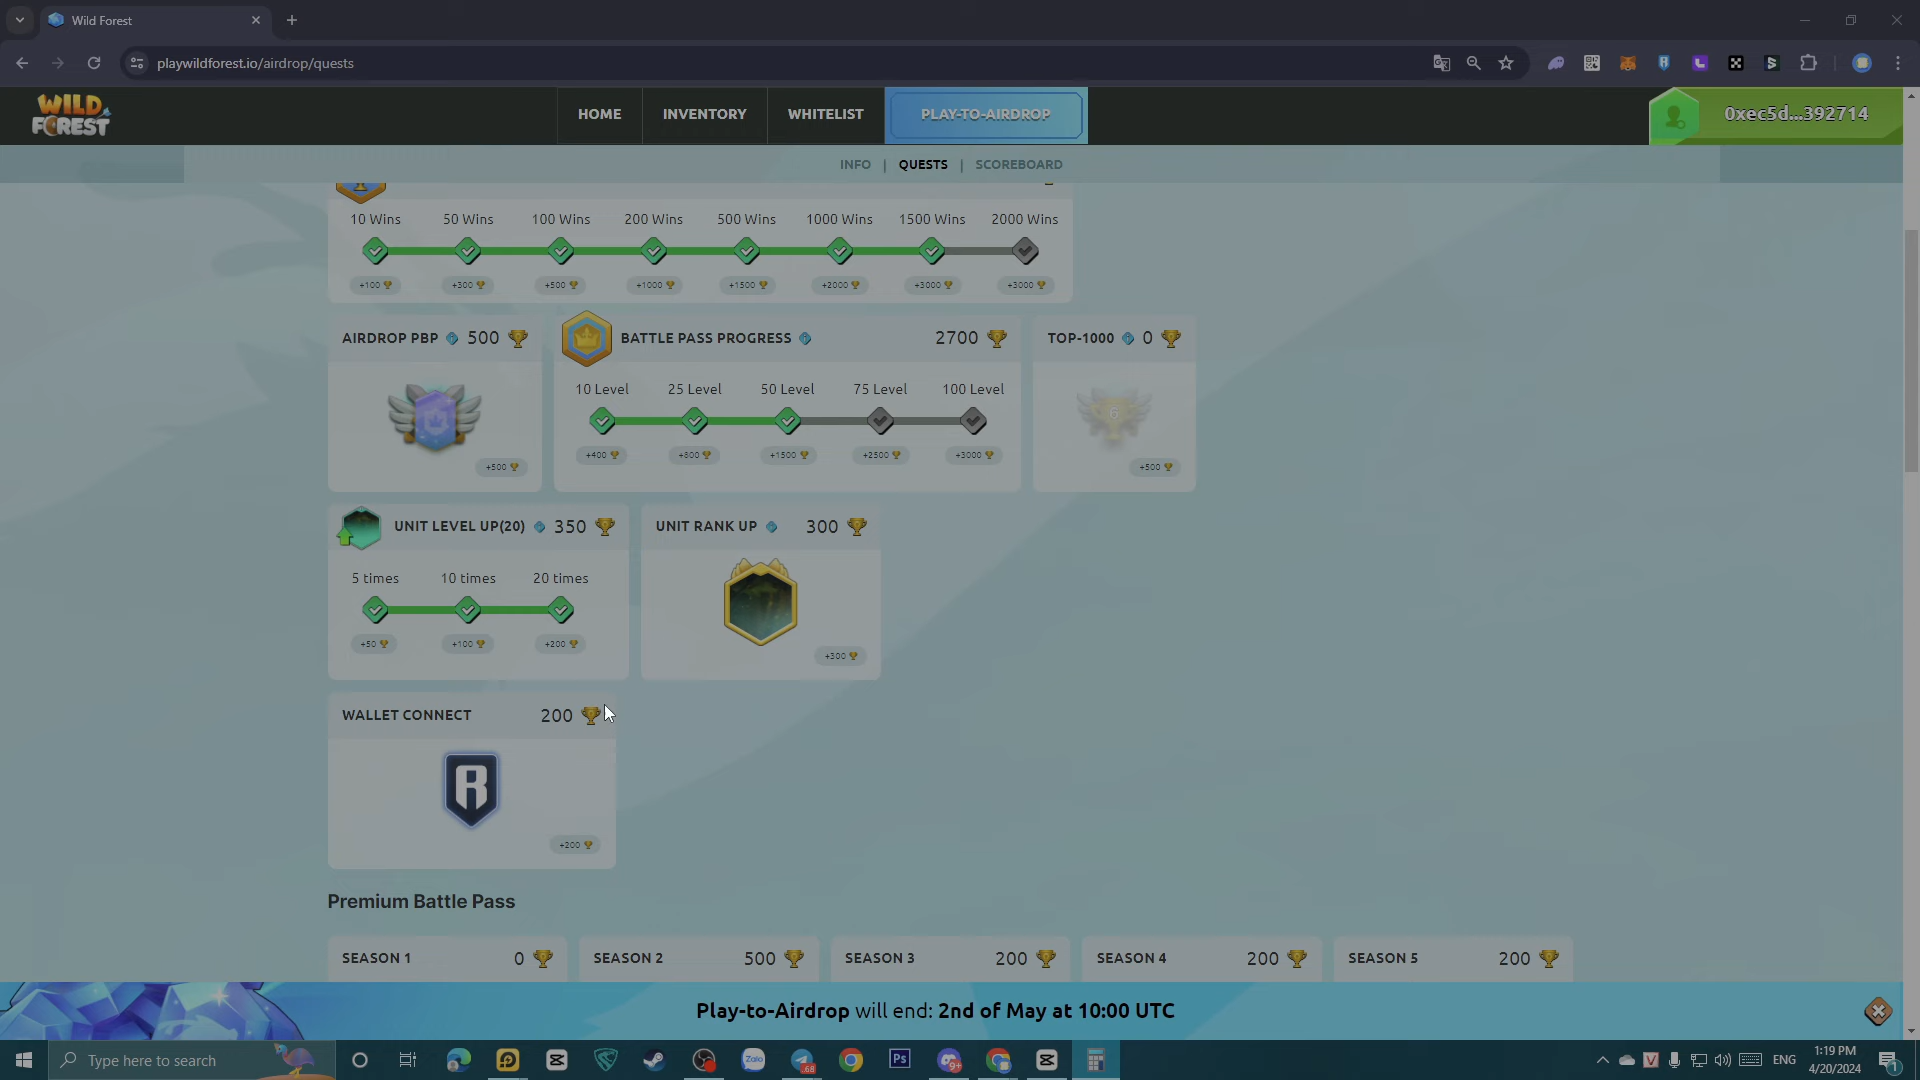 Wild Forest
playwildforest.io/airdrop/quests
WILD
FOREST
HOME
INVENTORY
WHITELIST
PLAY-TO-AIRDROP
0xec5d...392714
INFO | QUESTS | SCOREBOARD
10 Wins 50 Wins 100 Wins 200 Wins 500 Wins 1000 Wins 1500 Wins 2000 Wins
+100 +300 +500 +1000 +1500 +2000 +3000 +3000
AIRDROP PBP 500
+500
BATTLE PASS PROGRESS 2700
10 Level 25 Level 50 Level 75 Level 100 Level
+400 +800 +1500 +2500 +3000
TOP-1000 0
6
+500
UNIT LEVEL UP(20) 350
5 times 10 times 20 times
+50 +100 +200
UNIT RANK UP 300
+300
WALLET CONNECT 200
R
+200
Premium Battle Pass
SEASON 1 0
SEASON 2 500
SEASON 3 200
SEASON 4 200
SEASON 5 200
Play-to-Airdrop will end: 2nd of May at 10:00 UTC
Type here to search
Zalo
.68
Ps
9+
V
ENG
1:19 PM
4/20/2024
1